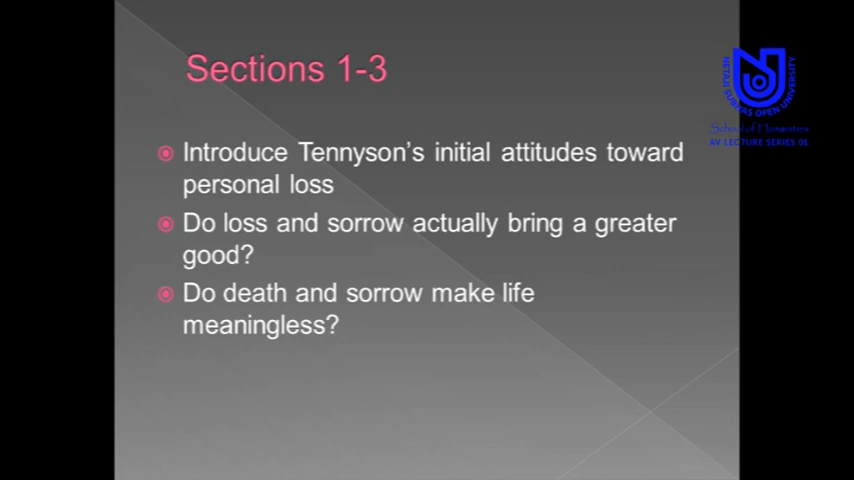 Sections 1-3
NETAJI SUBHAS OPEN UNIVERSITY
School of Humanities
AV LECTURE SERIES 01
Introduce Tennyson's initial attitudes toward
personal loss
Do loss and sorrow actually bring a greater
good?
Do death and sorrow make life
meaningless?